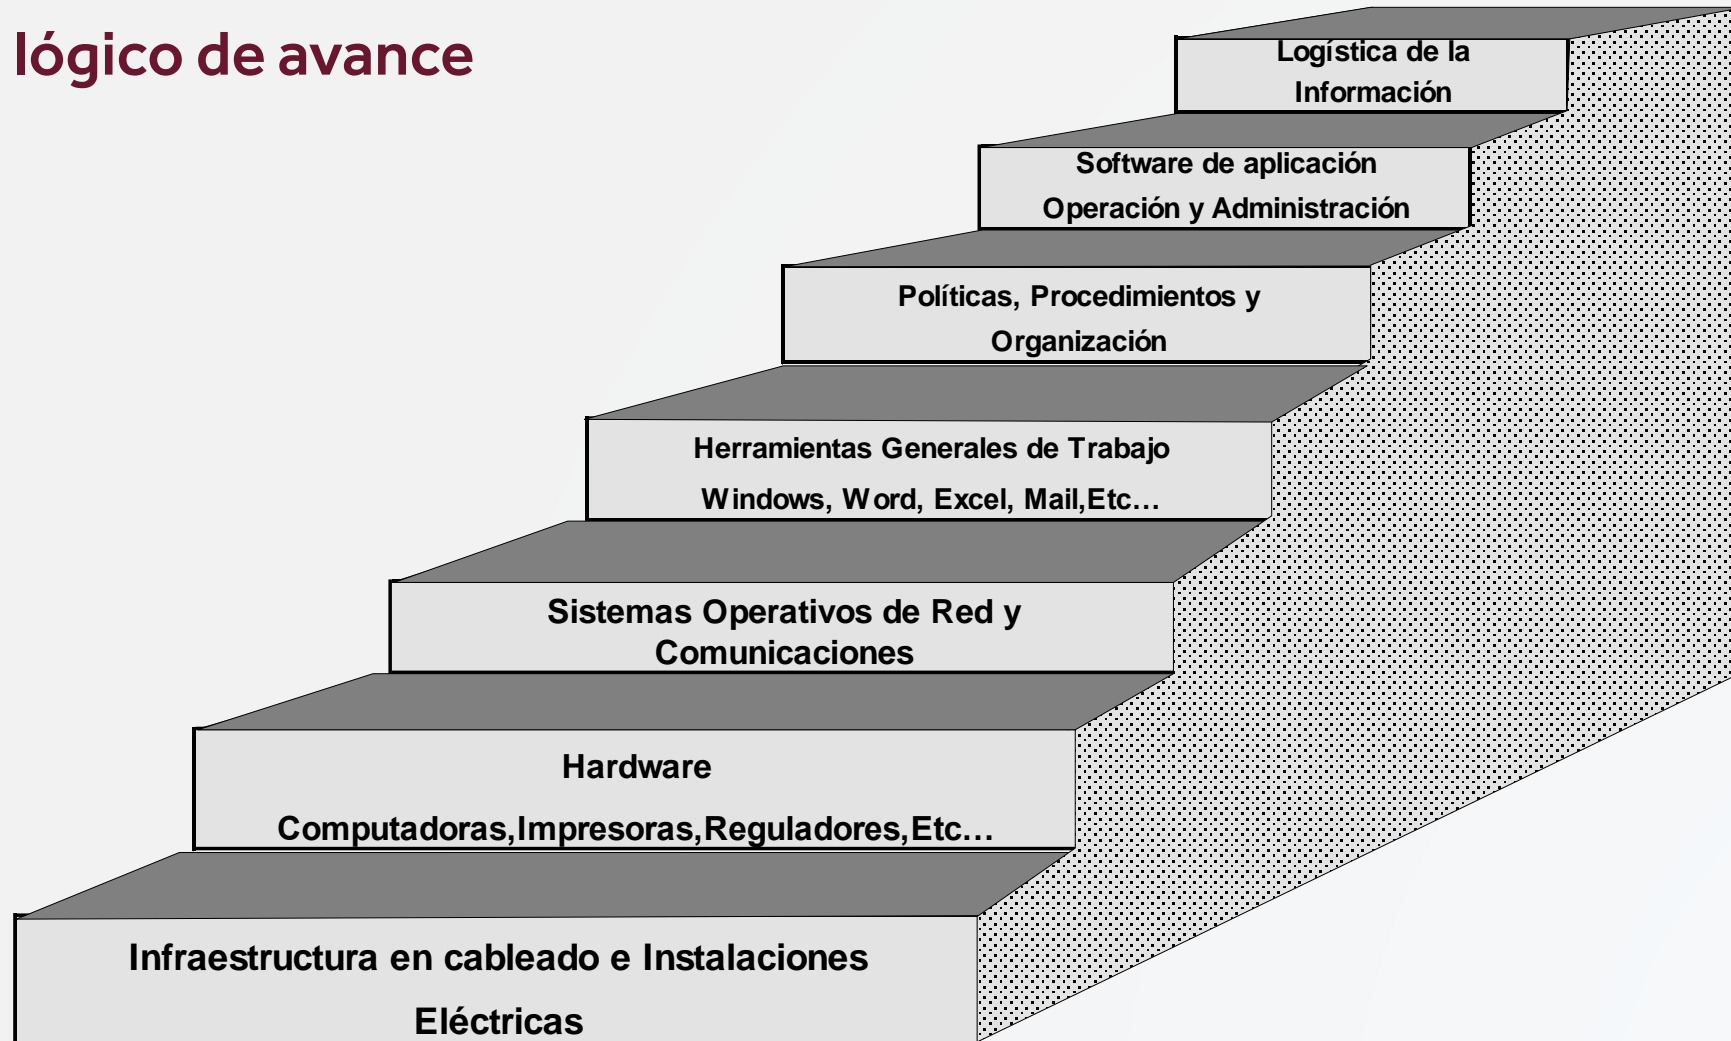 lógico de avance
Logística de la
Información
Software de aplicación
Operación y Administración
Políticas, Procedimientos y
Organización
Herramientas Generales de Trabajo
Windows, Word, Excel, Mail,Etc…
Sistemas Operativos de Red y
Comunicaciones
Hardware
Computadoras,Impresoras,Reguladores,Etc…
Infraestructura en cableado e Instalaciones
Eléctricas